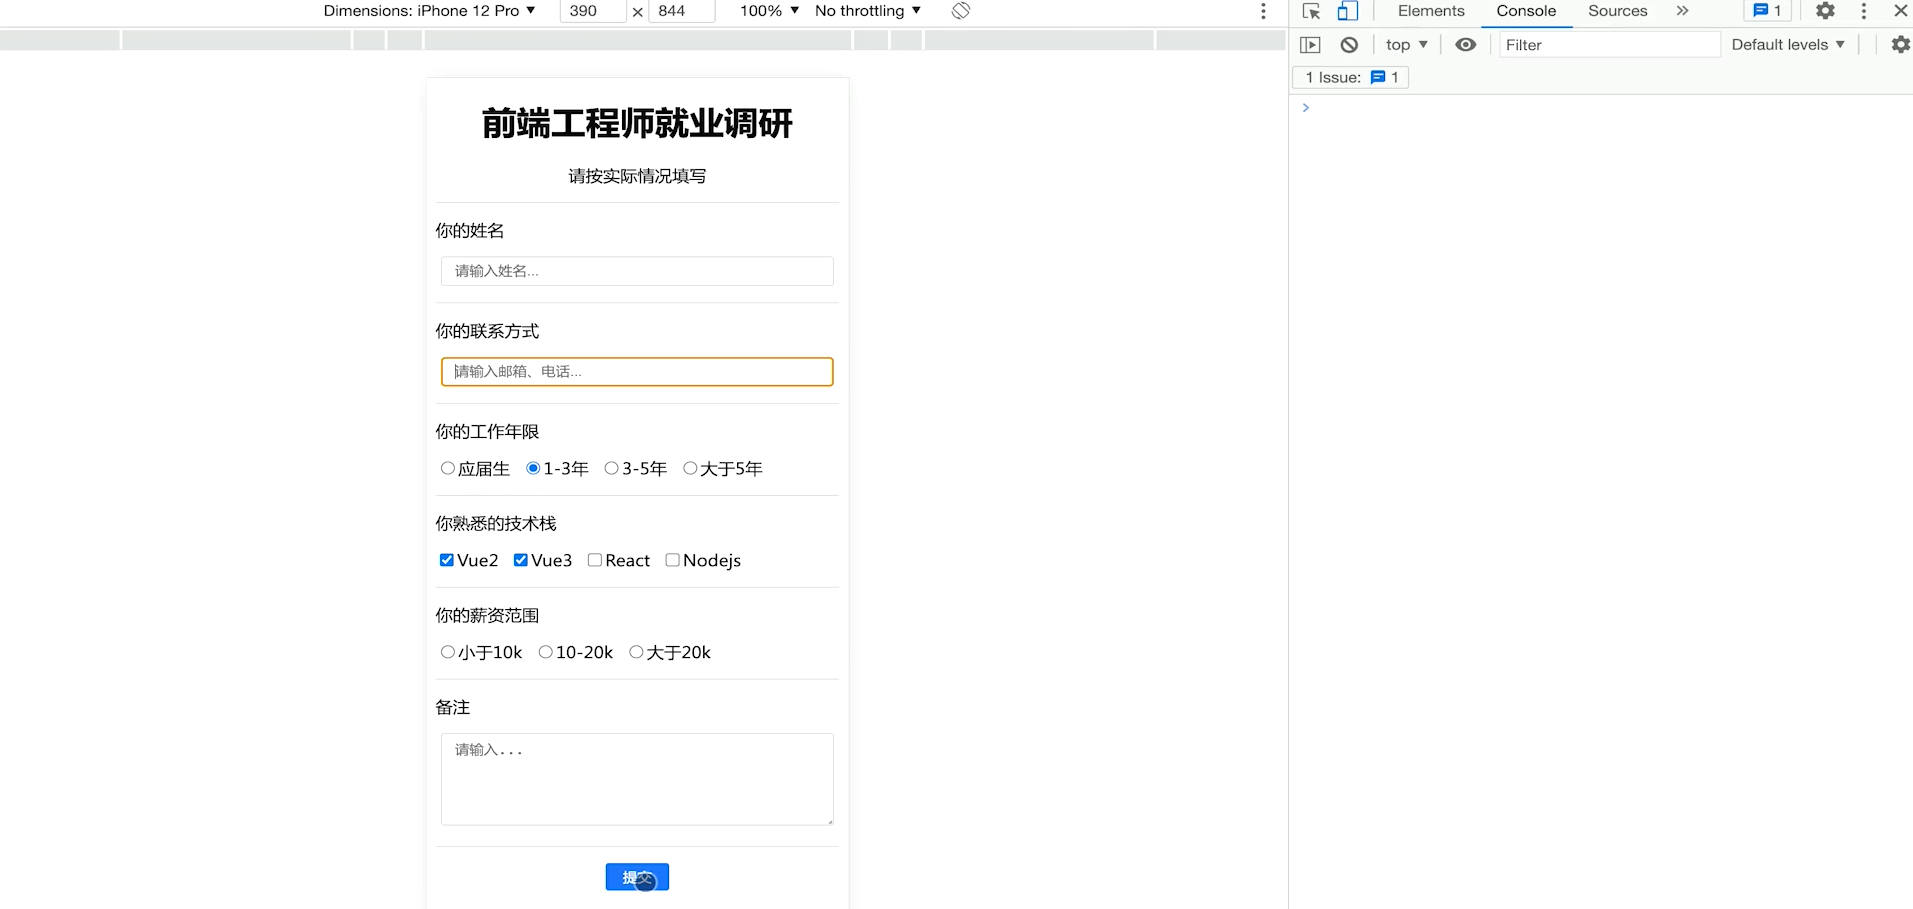 Dimensions: iPhone 12 Pro ▼ 390 × 844 100% ▼ No throttling ▼
Elements Console Sources » 1
top ▼ Filter Default levels ▼
1 Issue: 1
前端工程师就业调研
请按实际情况填写
你的姓名
请输入姓名...
你的联系方式
请输入邮箱、电话...
你的工作年限
应届生 1-3年 3-5年 大于5年
你熟悉的技术栈
Vue2 Vue3 React Nodejs
你的薪资范围
小于10k 10-20k 大于20k
备注
请输入...
提交